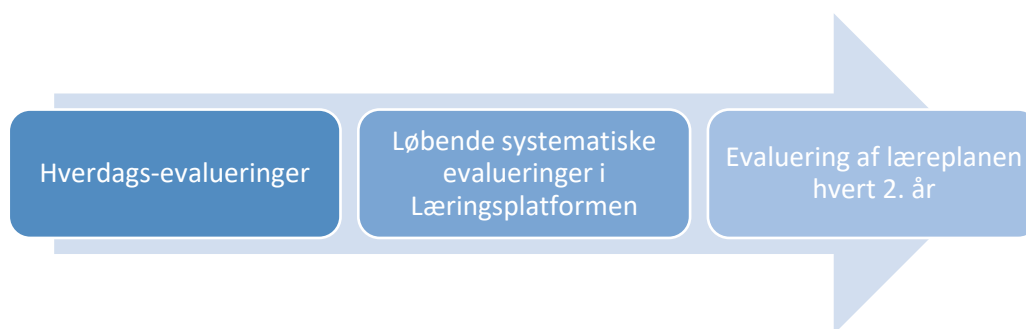 Hverdags-evalueringer
Løbende systematiske
evalueringer i
Læringsplatformen
Evaluering af læreplanen
hvert 2. år